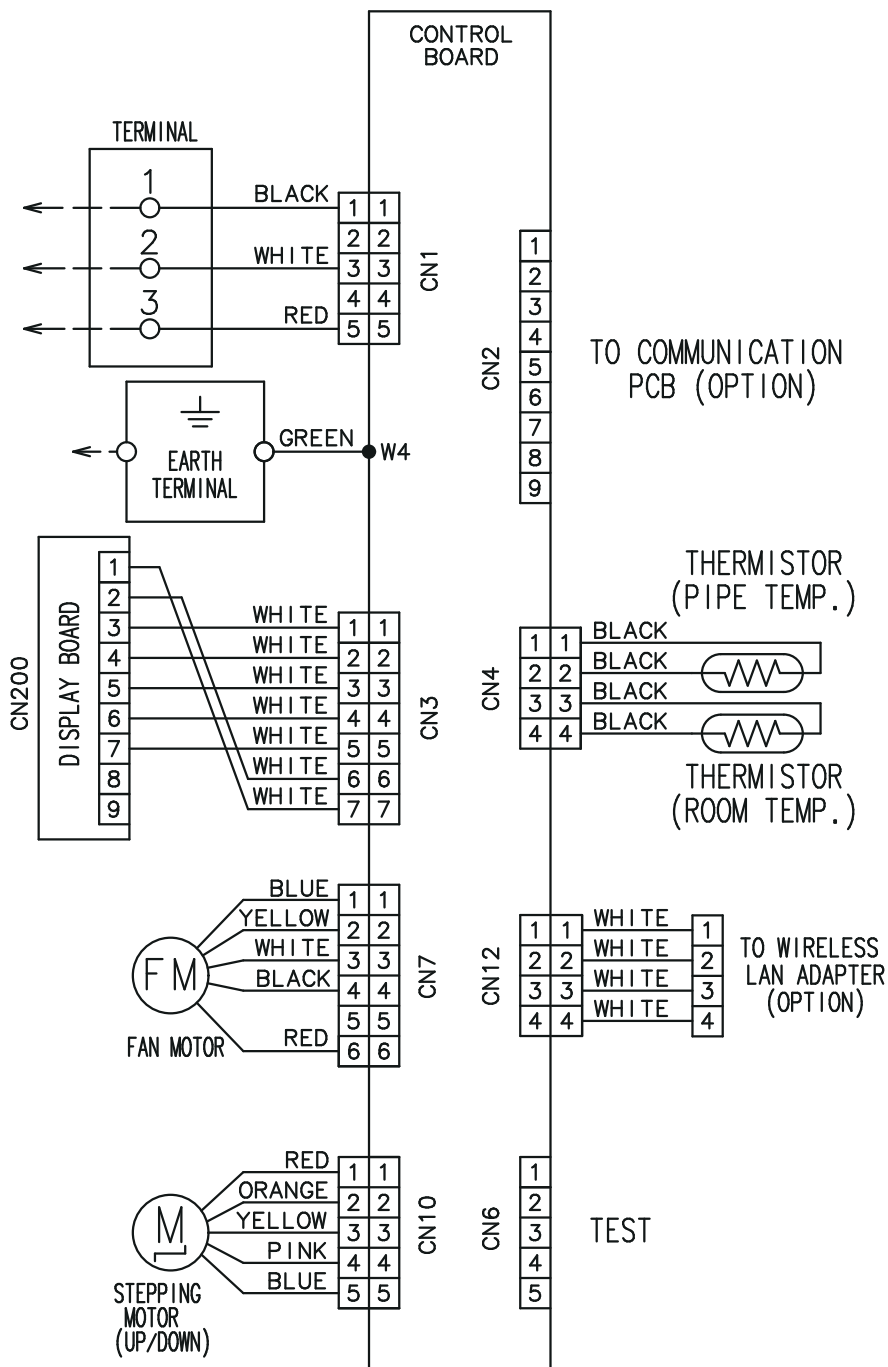 CONTROL
BOARD
TERMINAL
1
2
3
BLACK
WHITE
RED
1 1
2 2
3 3
4 4
5 5
CN1
EARTH
TERMINAL
GREEN
W4
CN2
1
2
3
4
5
6
7
8
9
TO COMMUNICATION
PCB (OPTION)
CN200
DISPLAY BOARD
1
2
3
4
5
6
7
8
9
WHITE
WHITE
WHITE
WHITE
WHITE
WHITE
WHITE
1 1
2 2
3 3
4 4
5 5
6 6
7 7
CN3
CN4
1 1
2 2
3 3
4 4
BLACK
BLACK
BLACK
BLACK
THERMISTOR
(PIPE TEMP.)
THERMISTOR
(ROOM TEMP.)
FM
FAN MOTOR
BLUE
YELLOW
WHITE
BLACK
RED
1 1
2 2
3 3
4 4
5 5
6 6
CN7
CN12
1 1
2 2
3 3
4 4
WHITE
WHITE
WHITE
WHITE
1
2
3
4
TO WIRELESS
LAN ADAPTER
(OPTION)
M
STEPPING
MOTOR
(UP/DOWN)
RED
ORANGE
YELLOW
PINK
BLUE
1 1
2 2
3 3
4 4
5 5
CN10
CN6
1
2
3
4
5
TEST